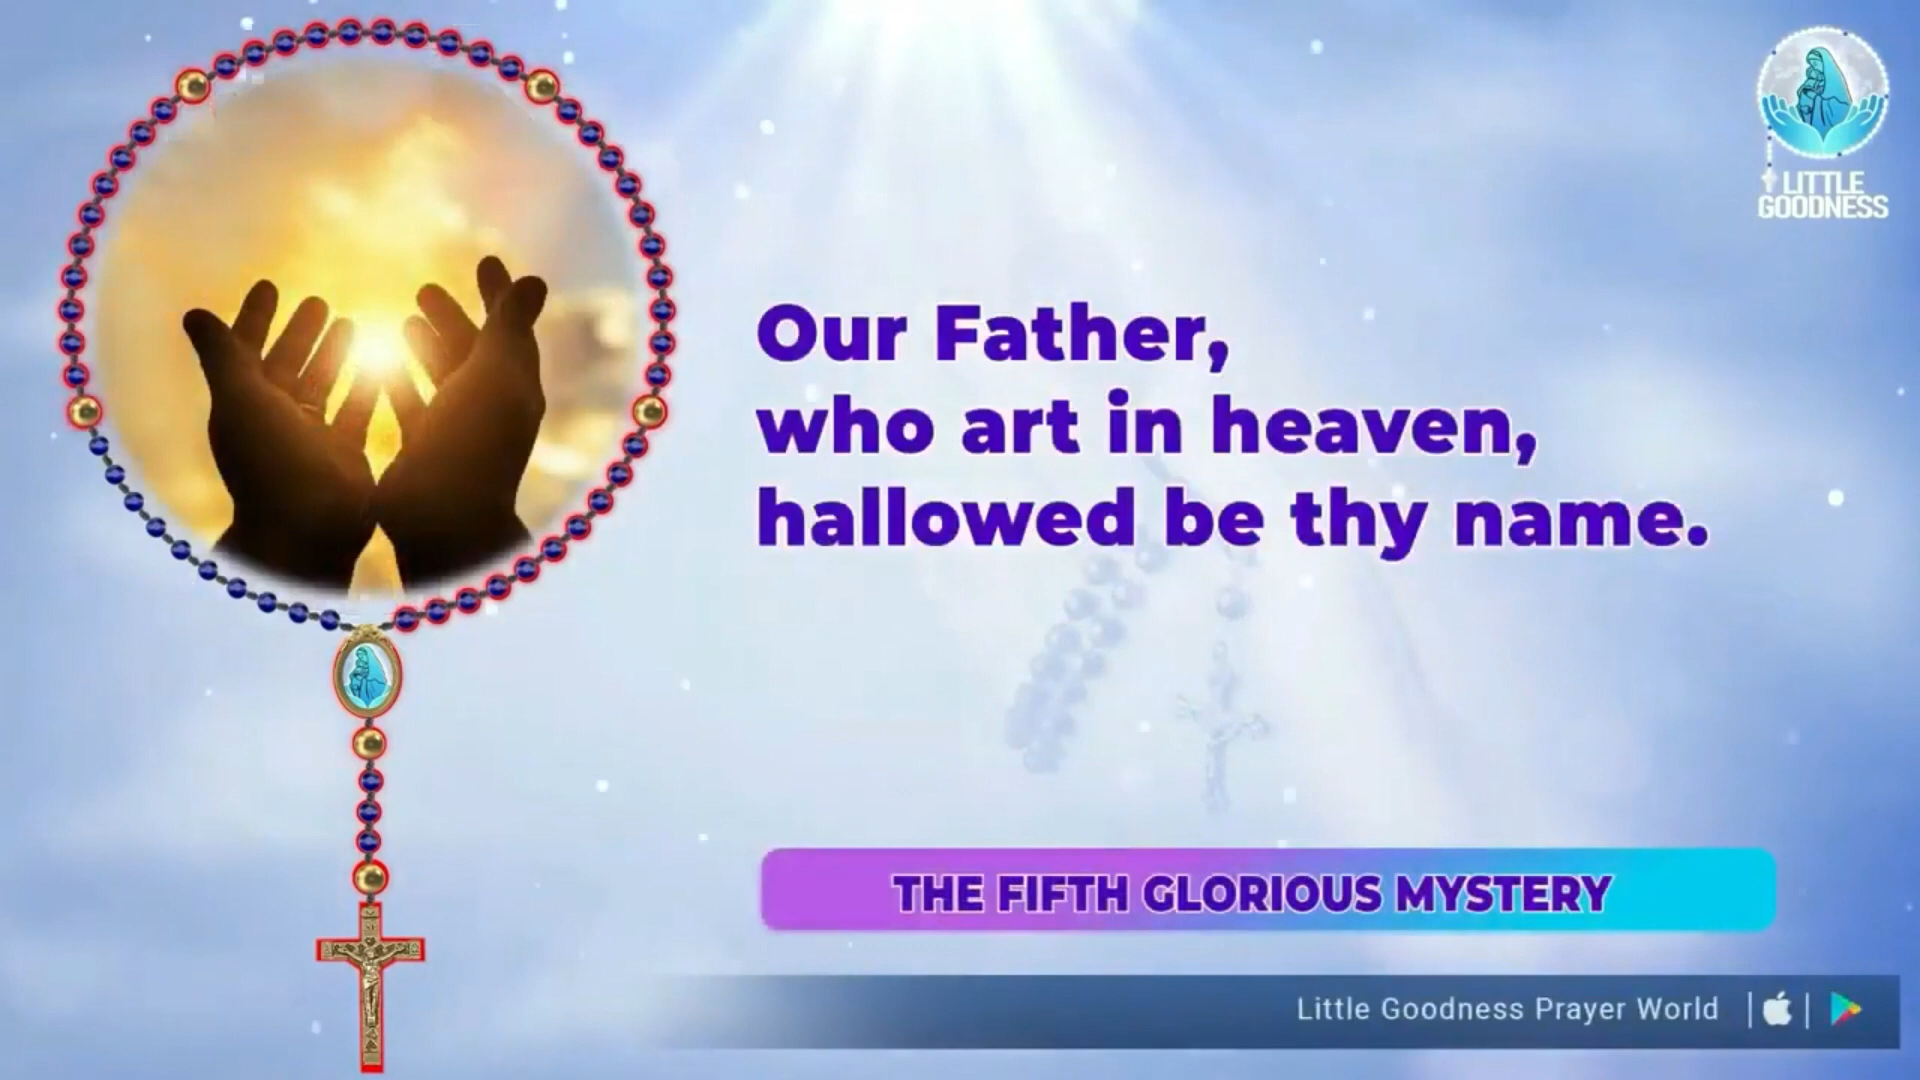 LITTLE
GOODNESS
Our Father,
who art in heaven,
hallowed be thy name.
THE FIFTH GLORIOUS MYSTERY
Little Goodness Prayer World